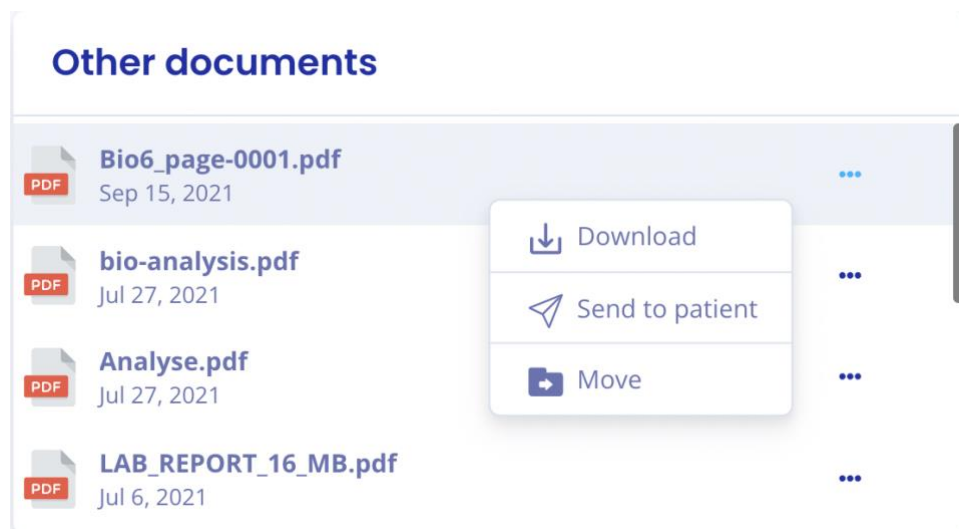 Other documents
PDF
Bio6_page-0001.pdf
Sep 15, 2021
Download
PDF
bio-analysis.pdf
Jul 27, 2021
Send to patient
PDF
Analyse.pdf
Jul 27, 2021
Move
PDF
LAB_REPORT_16_MB.pdf
Jul 6, 2021